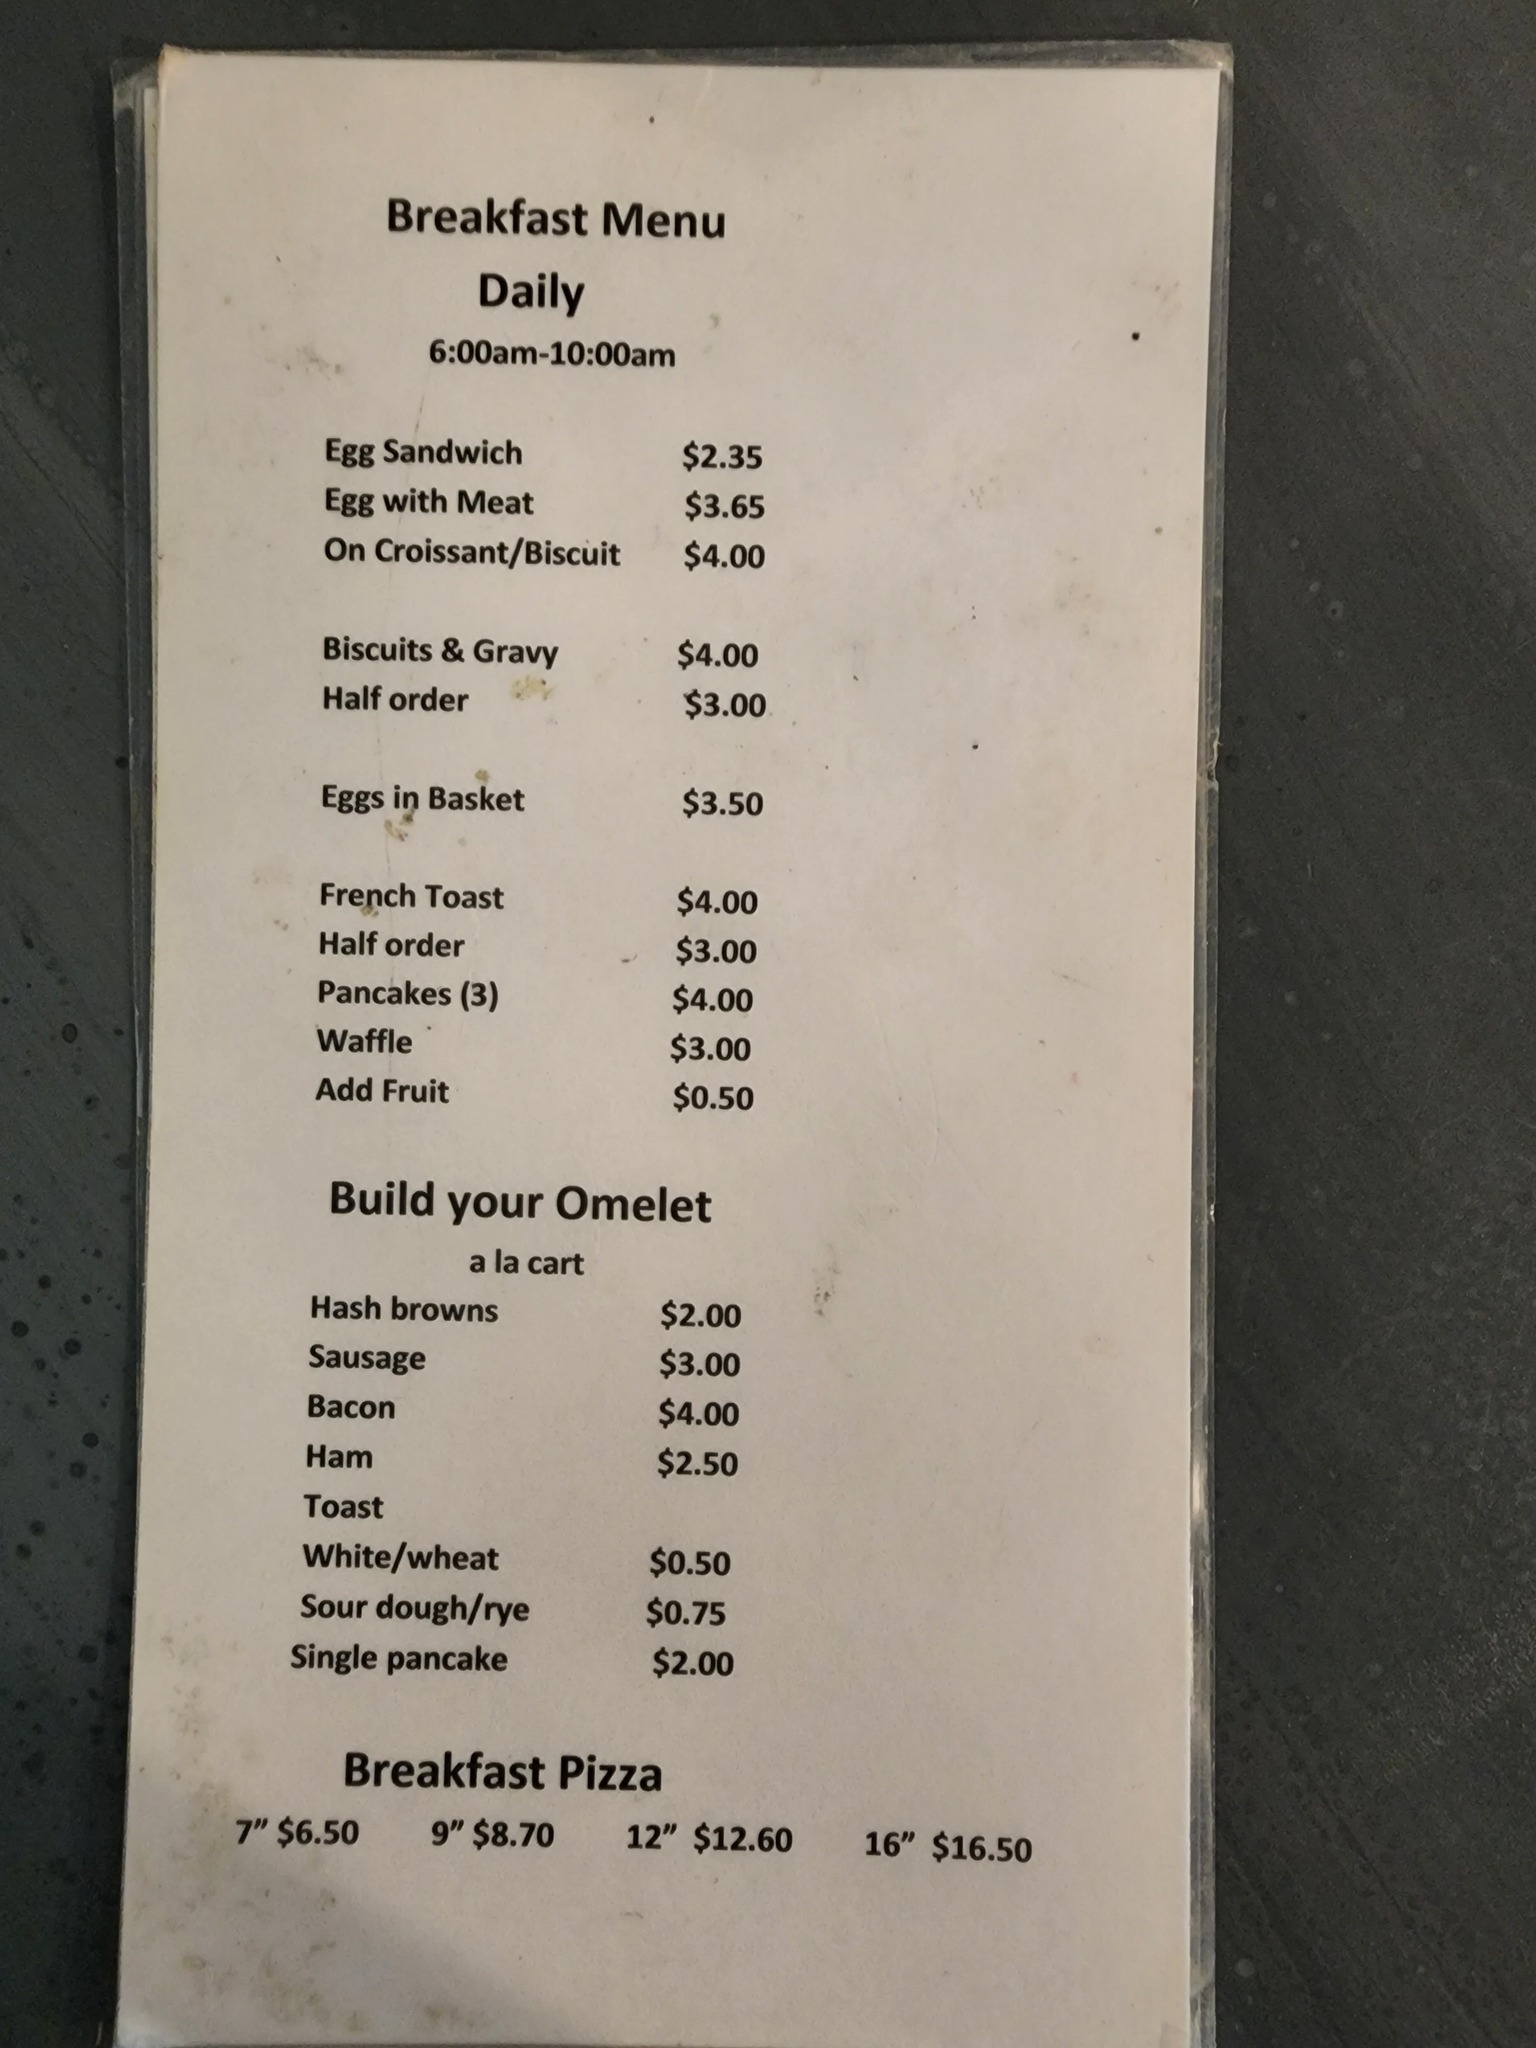 Breakfast Menu
Daily
6:00am-10:00am
Egg Sandwich $2.35
Egg with Meat $3.65
On Croissant/Biscuit $4.00
Biscuits & Gravy $4.00
Half order $3.00
Eggs in Basket $3.50
French Toast $4.00
Half order $3.00
Pancakes (3) $4.00
Waffle $3.00
Add Fruit $0.50
Build your Omelet
a la cart
Hash browns $2.00
Sausage $3.00
Bacon $4.00
Ham $2.50
Toast
White/wheat $0.50
Sour dough/rye $0.75
Single pancake $2.00
Breakfast Pizza
7” $6.50 9” $8.70 12” $12.60 16” $16.50